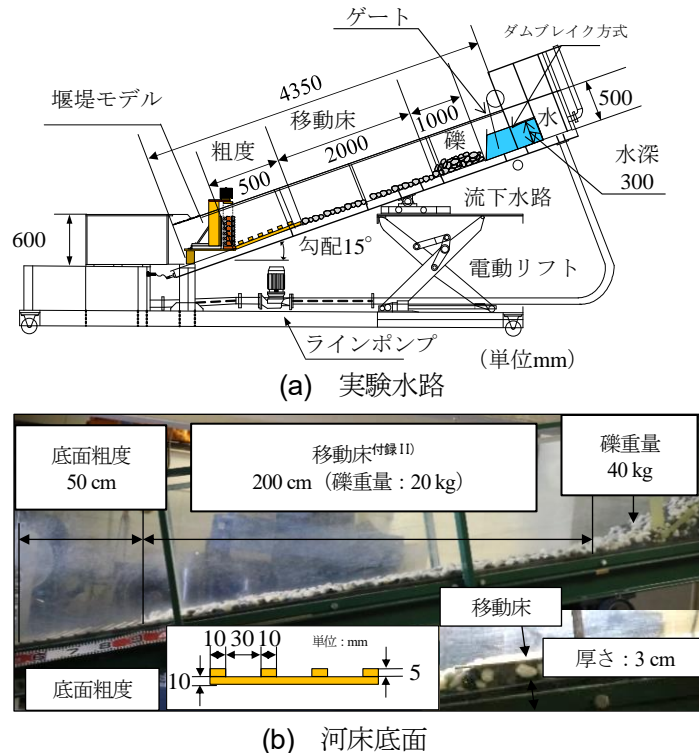 ゲート
ダムブレイク方式
4350
堰堤モデル
移動床
1000
500
粗度
礫
水
2000
500
水深
300
流下水路
600
勾配15°
電動リフト
ラインポンプ
(単位mm)
(a) 実験水路
底面粗度
50 cm
移動床付録II)
200 cm（礫重量：20 kg）
礫重量
40 kg
移動床
10 30 10
単位：mm
厚さ：3 cm
10
5
底面粗度
(b) 河床底面